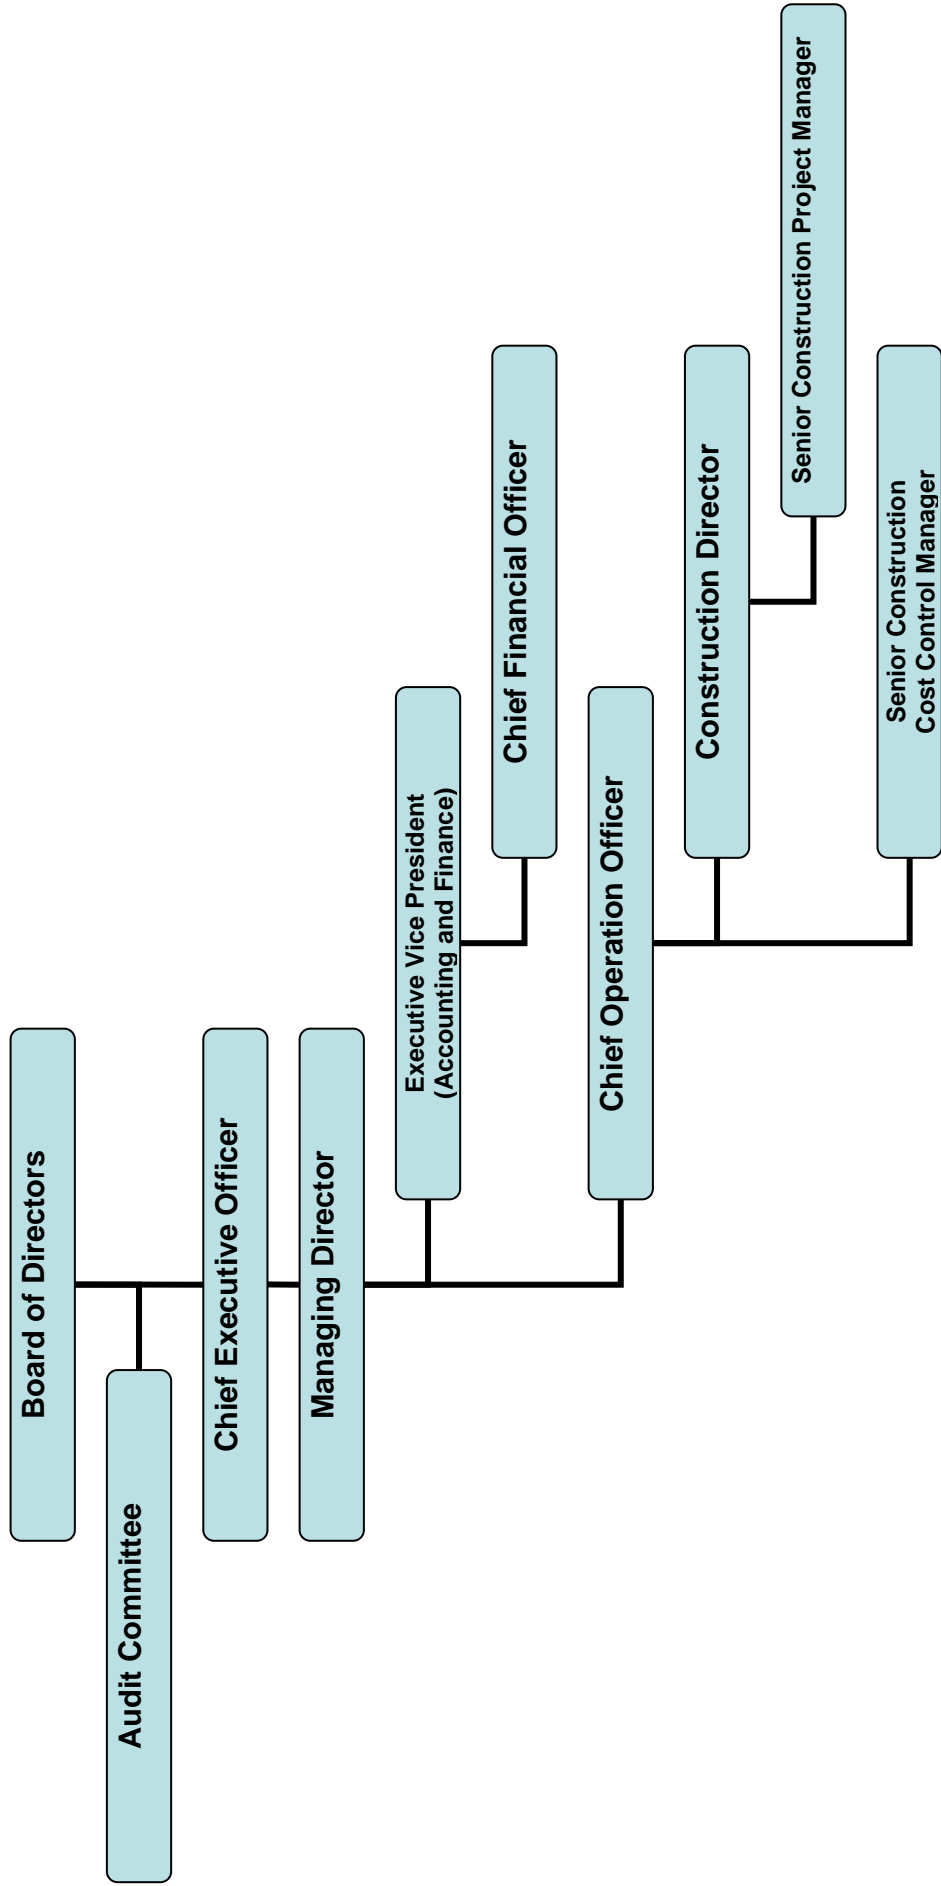 Board of Directors
Audit Committee
Chief Executive Officer
Managing Director
Executive Vice President
(Accounting and Finance)
Chief Financial Officer
Chief Operation Officer
Construction Director
Senior Construction Project Manager
Senior Construction
Cost Control Manager